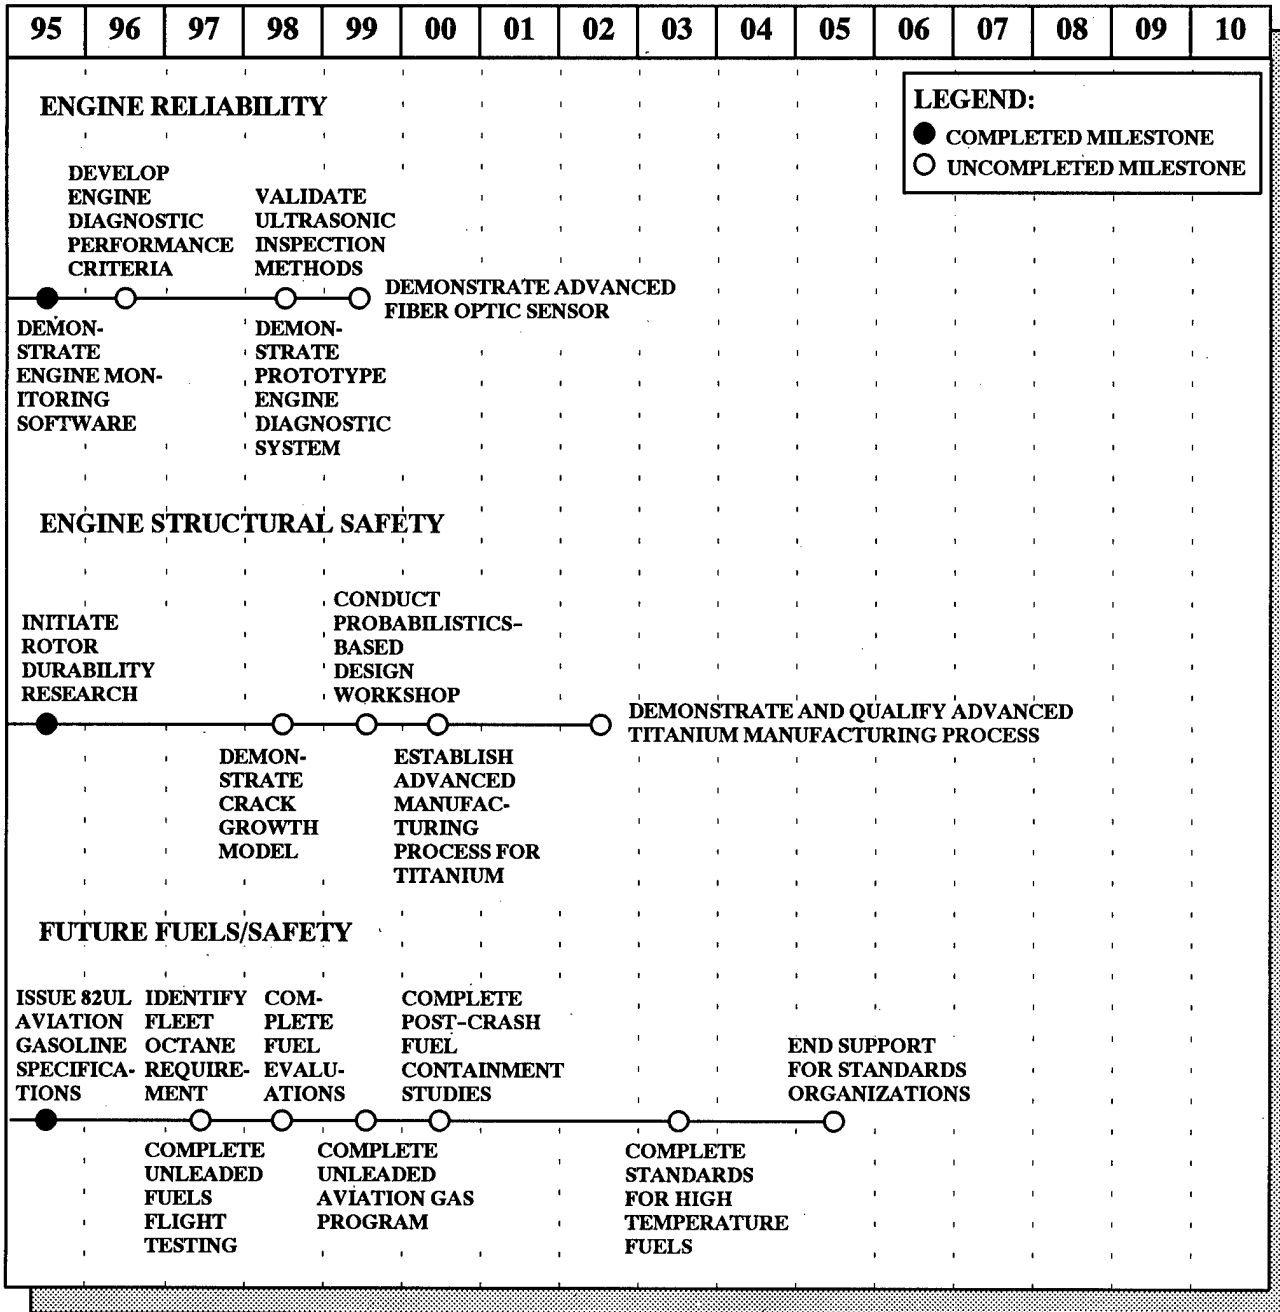 95 96 97 98 99 00 01 02 03 04 05 06 07 08 09 10
LEGEND:
COMPLETED MILESTONE
UNCOMPLETED MILESTONE
ENGINE RELIABILITY
DEVELOP
ENGINE
DIAGNOSTIC
PERFORMANCE
CRITERIA
VALIDATE
ULTRASONIC
INSPECTION
METHODS
DEMONSTRATE ADVANCED
FIBER OPTIC SENSOR
DEMON-
STRATE
ENGINE MON-
ITORING
SOFTWARE
DEMON-
STRATE
PROTOTYPE
ENGINE
DIAGNOSTIC
SYSTEM
ENGINE STRUCTURAL SAFETY
INITIATE
ROTOR
DURABILITY
RESEARCH
CONDUCT
PROBABILISTICS-
BASED
DESIGN
WORKSHOP
DEMONSTRATE AND QUALIFY ADVANCED
TITANIUM MANUFACTURING PROCESS
DEMON-
STRATE
CRACK
GROWTH
MODEL
ESTABLISH
ADVANCED
MANUFAC-
TURING
PROCESS FOR
TITANIUM
FUTURE FUELS/SAFETY
ISSUE 82UL
AVIATION
GASOLINE
SPECIFICA-
TIONS
IDENTIFY
FLEET
OCTANE
REQUIRE-
MENT
COM-
PLETE
FUEL
EVALU-
ATIONS
COMPLETE
POST-CRASH
FUEL
CONTAINMENT
STUDIES
END SUPPORT
FOR STANDARDS
ORGANIZATIONS
COMPLETE
UNLEADED
FUELS
FLIGHT
TESTING
COMPLETE
UNLEADED
AVIATION GAS
PROGRAM
COMPLETE
STANDARDS
FOR HIGH
TEMPERATURE
FUELS